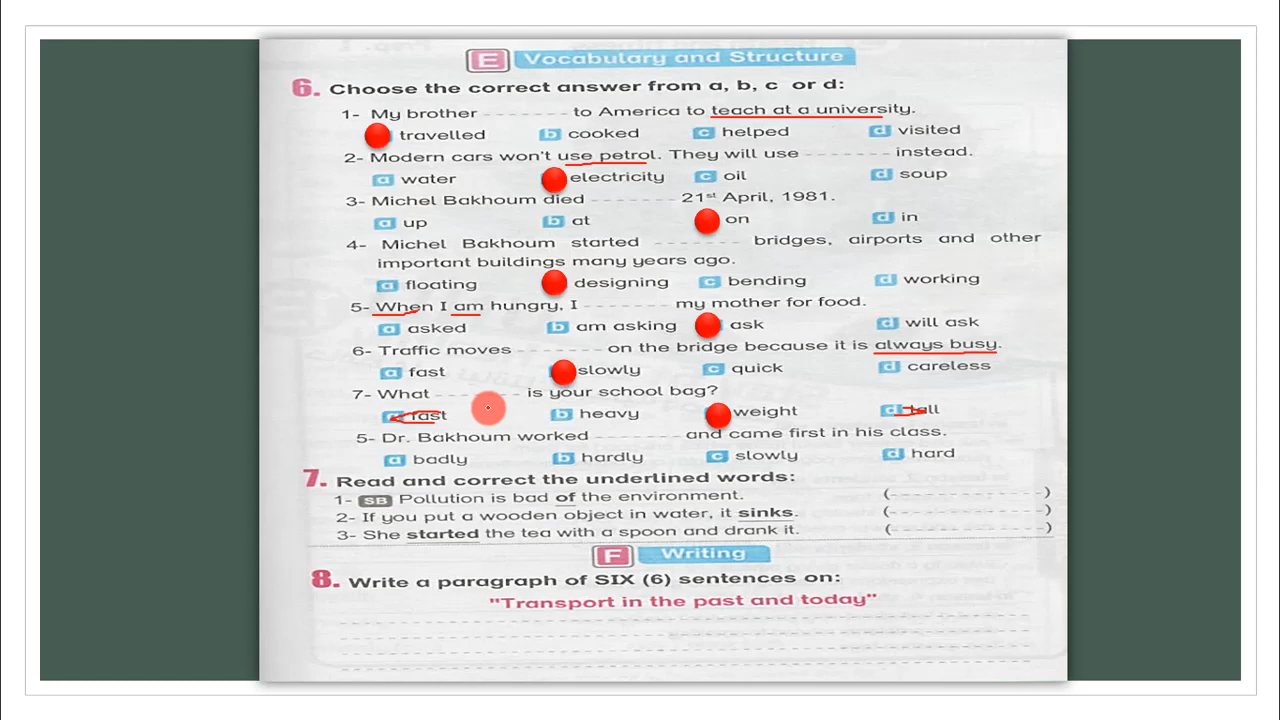 E Vocabulary and Structure
6. Choose the correct answer from a, b, c or d:
1- My brother ------- to America to teach at a university.
travelled b cooked c helped d visited
2- Modern cars won't use petrol. They will use ------- instead.
a water electricity c oil d soup
3- Michel Bakhoum died ------- 21st April, 1981.
a up b at on d in
4- Michel Bakhoum started ------- bridges, airports and other
important buildings many years ago.
a floating designing c bending d working
5- When I am hungry, I ------- my mother for food.
a asked b am asking ask d will ask
6- Traffic moves ------- on the bridge because it is always busy.
a fast slowly c quick d careless
7- What ------- is your school bag?
fast b heavy weight d tall
5- Dr. Bakhoum worked ------- and came first in his class.
a badly b hardly c slowly d hard
7. Read and correct the underlined words:
1- SB Pollution is bad of the environment. (------------)
2- If you put a wooden object in water, it sinks. (------------)
3- She started the tea with a spoon and drank it. (------------)
F Writing
8. Write a paragraph of SIX (6) sentences on:
"Transport in the past and today"